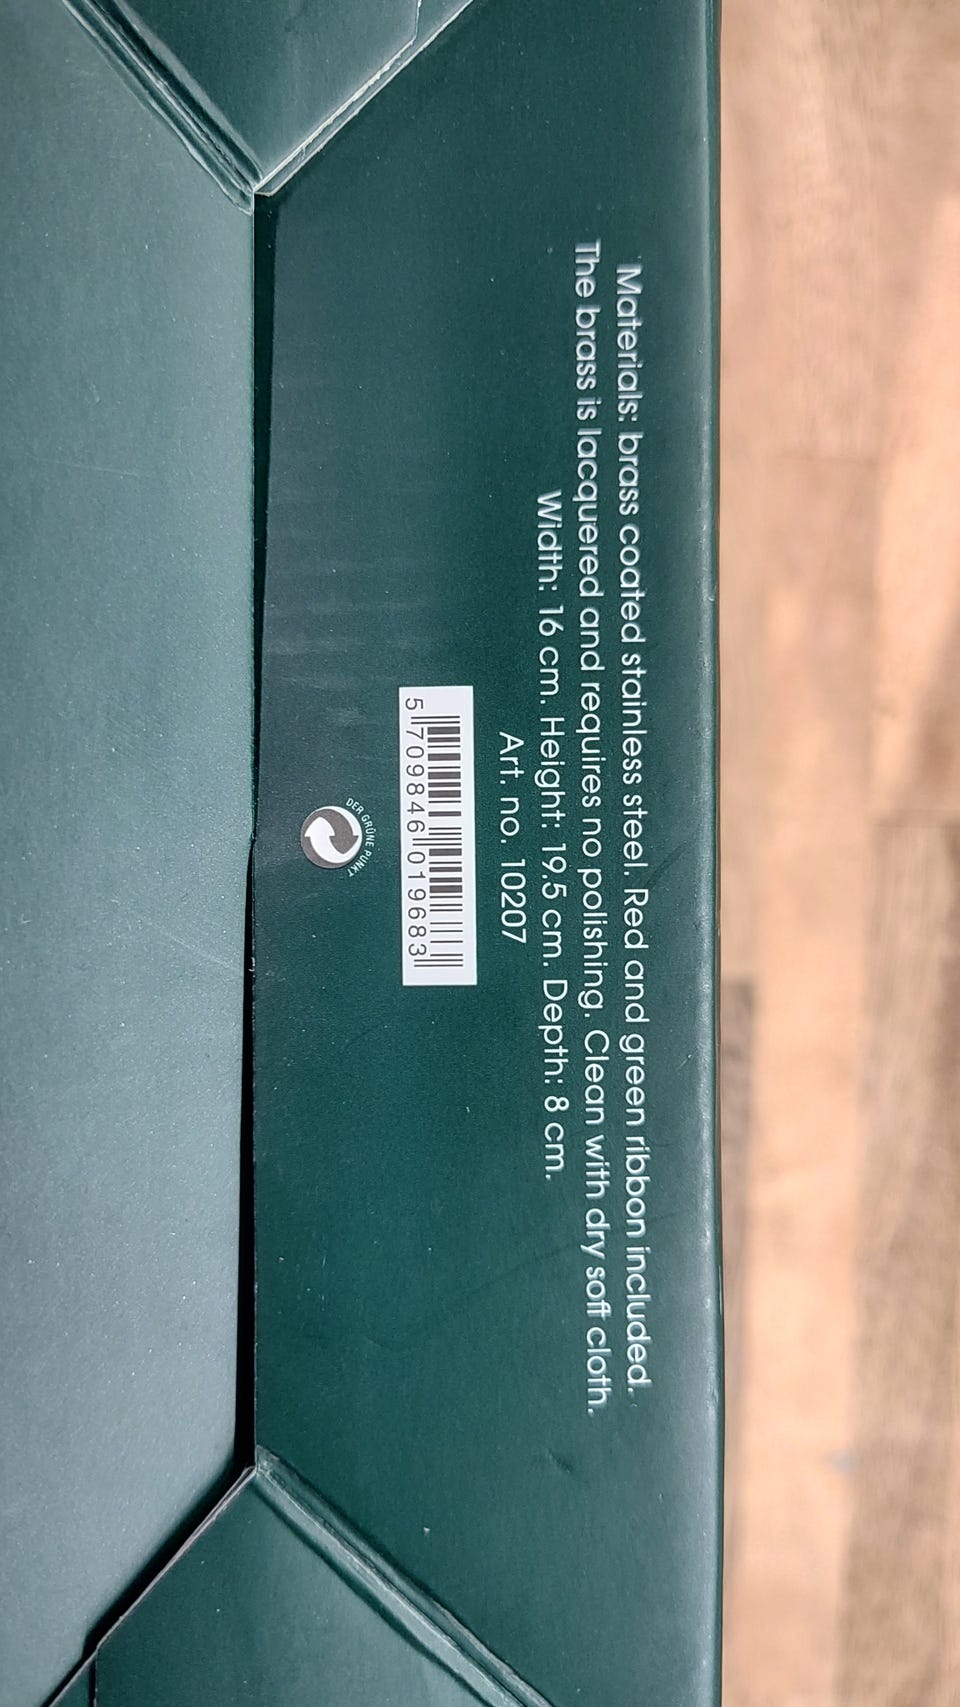 Materials: brass coated stainless steel. Red and green ribbon included.
The brass is lacquered and requires no polishing. Clean with dry soft cloth.
Width: 16 cm. Height: 19.5 cm. Depth: 8 cm.
Art. no. 10207
5 709846 019683
DER GRÜNE PUNKT